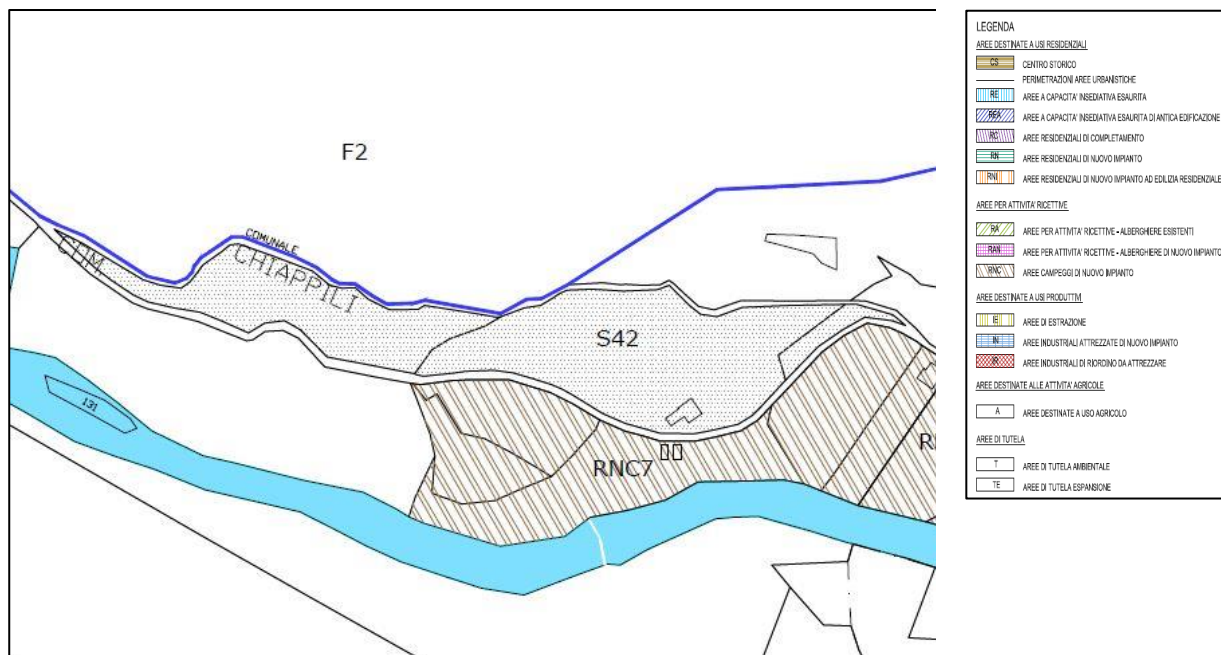 F2
COMUNALE
COM.
CHIAPPILI
S42
131
RNC7
LEGENDA
AREE DESTINATE A USI RESIDENZIALI
CS CENTRO STORICO
PERIMETRAZIONI AREE URBANISTICHE
RE AREE A CAPACITA' INSEDIATIVA ESAURITA
REA AREE A CAPACITA' INSEDIATIVA ESAURITA DI ANTICA EDIFICAZIONE
RC AREE RESIDENZIALI DI COMPLETAMENTO
RN AREE RESIDENZIALI DI NUOVO IMPIANTO
RNE AREE RESIDENZIALI DI NUOVO IMPIANTO AD EDILIZIA RESIDENZIALE
AREE PER ATTIVITA' RICETTIVE
RA AREE PER ATTIVITA' RICETTIVE - ALBERGHIERE ESISTENTI
RAN AREE PER ATTIVITA' RICETTIVE - ALBERGHIERE DI NUOVO IMPIANTO
RNC AREE CAMPEGGI DI NUOVO IMPIANTO
AREE DESTINATE A USI PRODUTTIVI
IE AREE DI ESTRAZIONE
IN AREE INDUSTRIALI ATTREZZATE DI NUOVO IMPIANTO
IR AREE INDUSTRIALI DI RIORDINO DA ATTREZZARE
AREE DESTINATE ALLE ATTIVITA' AGRICOLE
A AREE DESTINATE A USO AGRICOLO
AREE DI TUTELA
T AREE DI TUTELA AMBIENTALE
TE AREE DI TUTELA ESPANSIONE